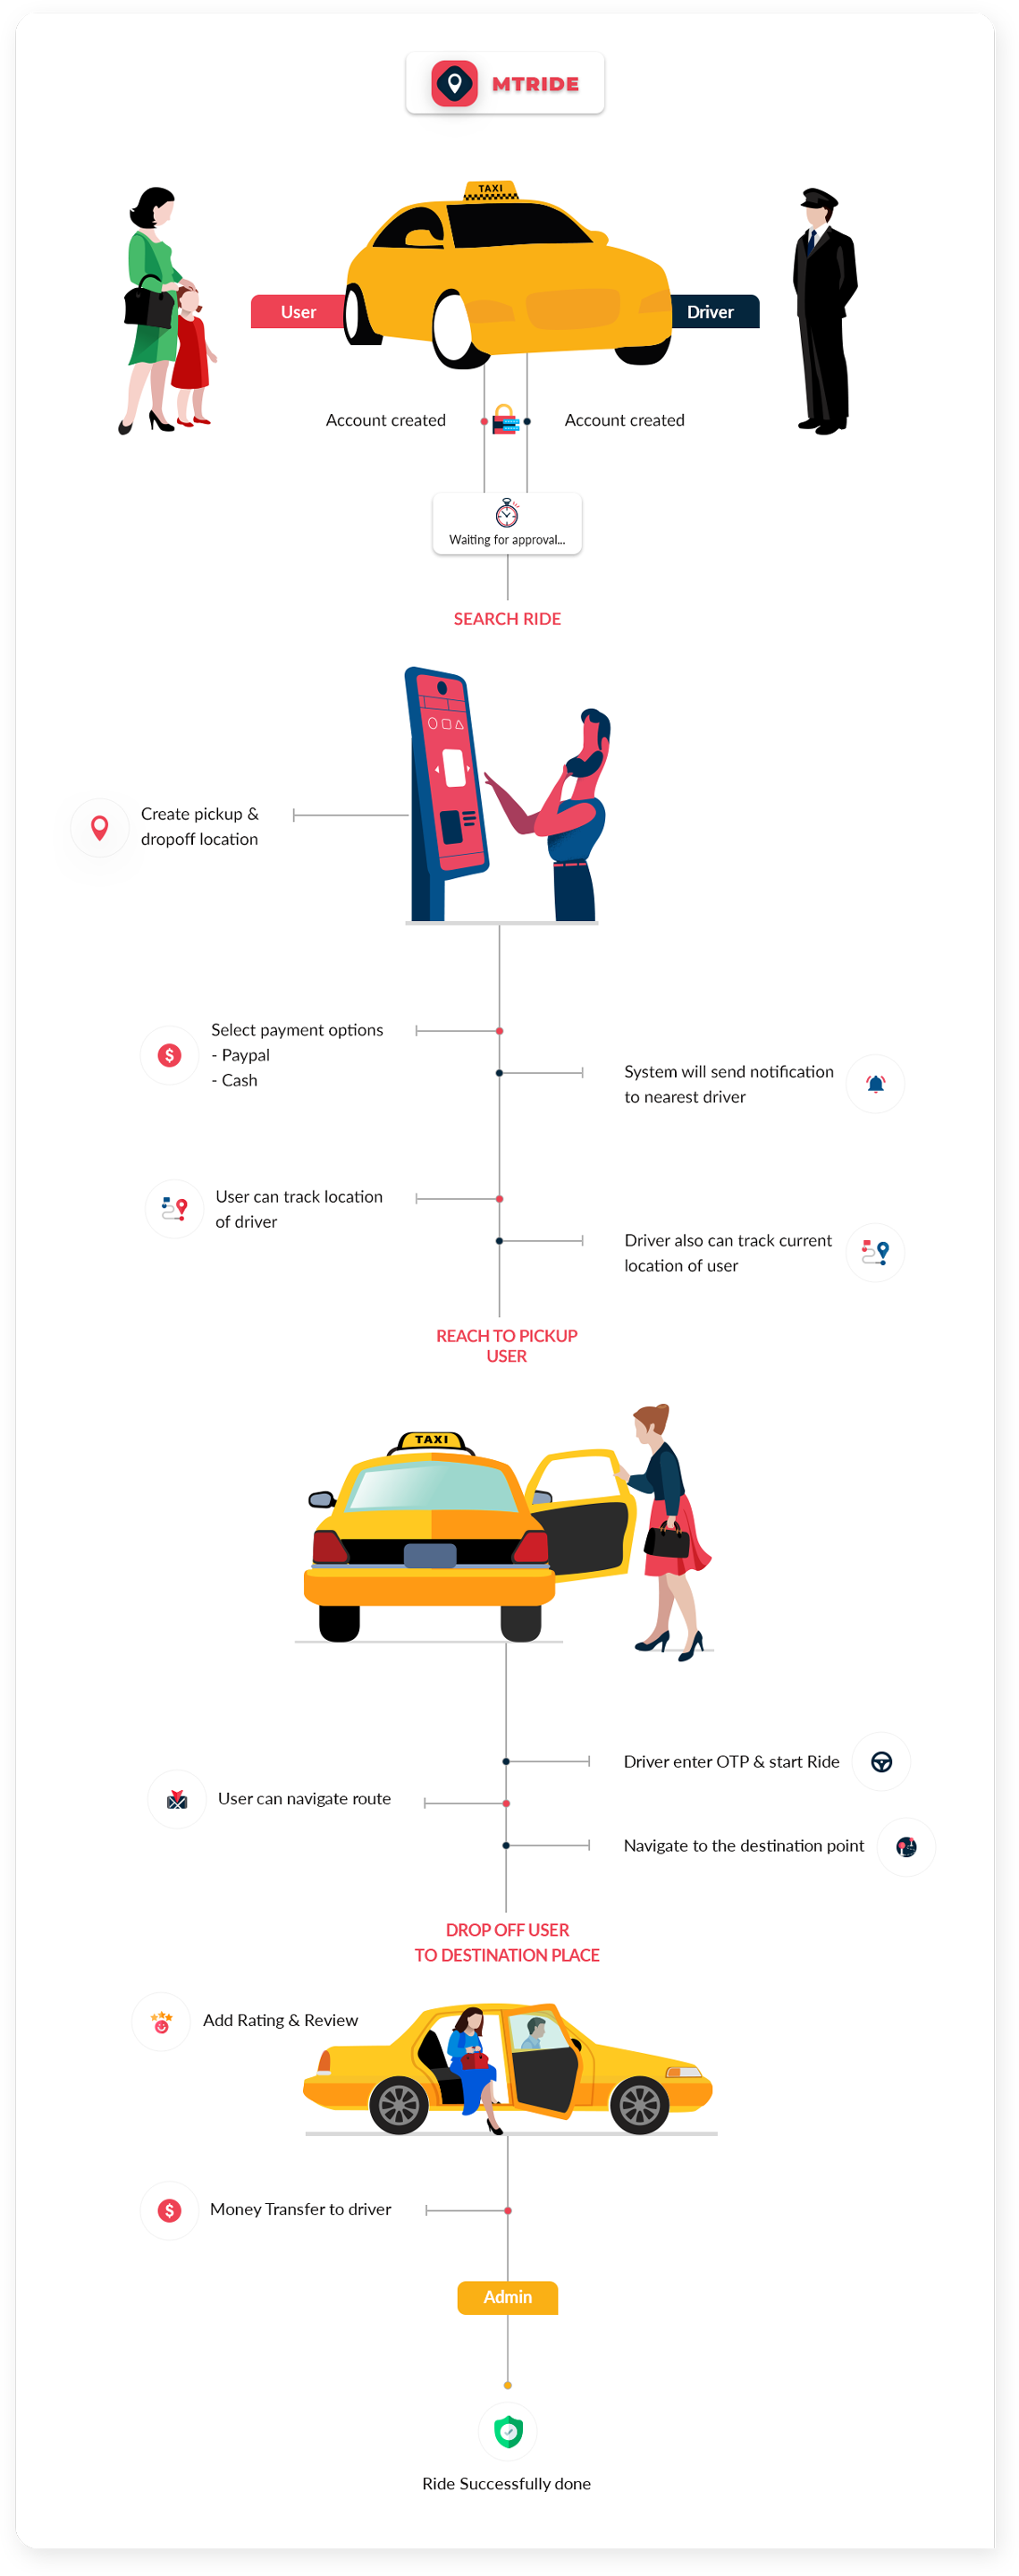 MTRIDE
TAXI
User
Driver
Account created
Account created
Waiting for approval...
SEARCH RIDE
Create pickup &
dropoff location
Select payment options
- Paypal
- Cash
System will send notification
to nearest driver
User can track location
of driver
Driver also can track current
location of user
REACH TO PICKUP
USER
TAXI
Driver enter OTP & start Ride
User can navigate route
Navigate to the destination point
DROP OFF USER
TO DESTINATION PLACE
Add Rating & Review
Money Transfer to driver
Admin
Ride Successfully done